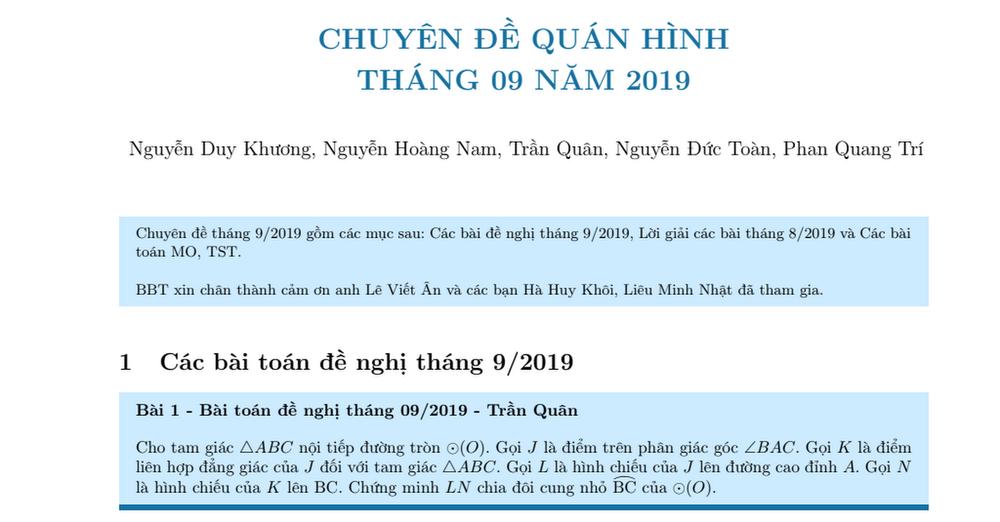 CHUYÊN ĐỀ QUÁN HÌNH
THÁNG 09 NĂM 2019
Nguyễn Duy Khương, Nguyễn Hoàng Nam, Trần Quân, Nguyễn Đức Toàn, Phan Quang Trí
Chuyên đề tháng 9/2019 gồm các mục sau: Các bài đề nghị tháng 9/2019, Lời giải các bài tháng 8/2019 và Các bài
toán MO, TST.
BBT xin chân thành cảm ơn anh Lê Viết Ân và các bạn Hà Huy Khôi, Liêu Minh Nhật đã tham gia.
1 Các bài toán đề nghị tháng 9/2019
Bài 1 - Bài toán đề nghị tháng 09/2019 - Trần Quân
Cho tam giác △ABC nội tiếp đường tròn ⊙(O). Gọi J là điểm trên phân giác góc ∠BAC. Gọi K là điểm
liên hợp đẳng giác của J đối với tam giác △ABC. Gọi L là hình chiếu của J lên đường cao đỉnh A. Gọi N
là hình chiếu của K lên BC. Chứng minh LN chia đôi cung nhỏ B͡C của ⊙(O).